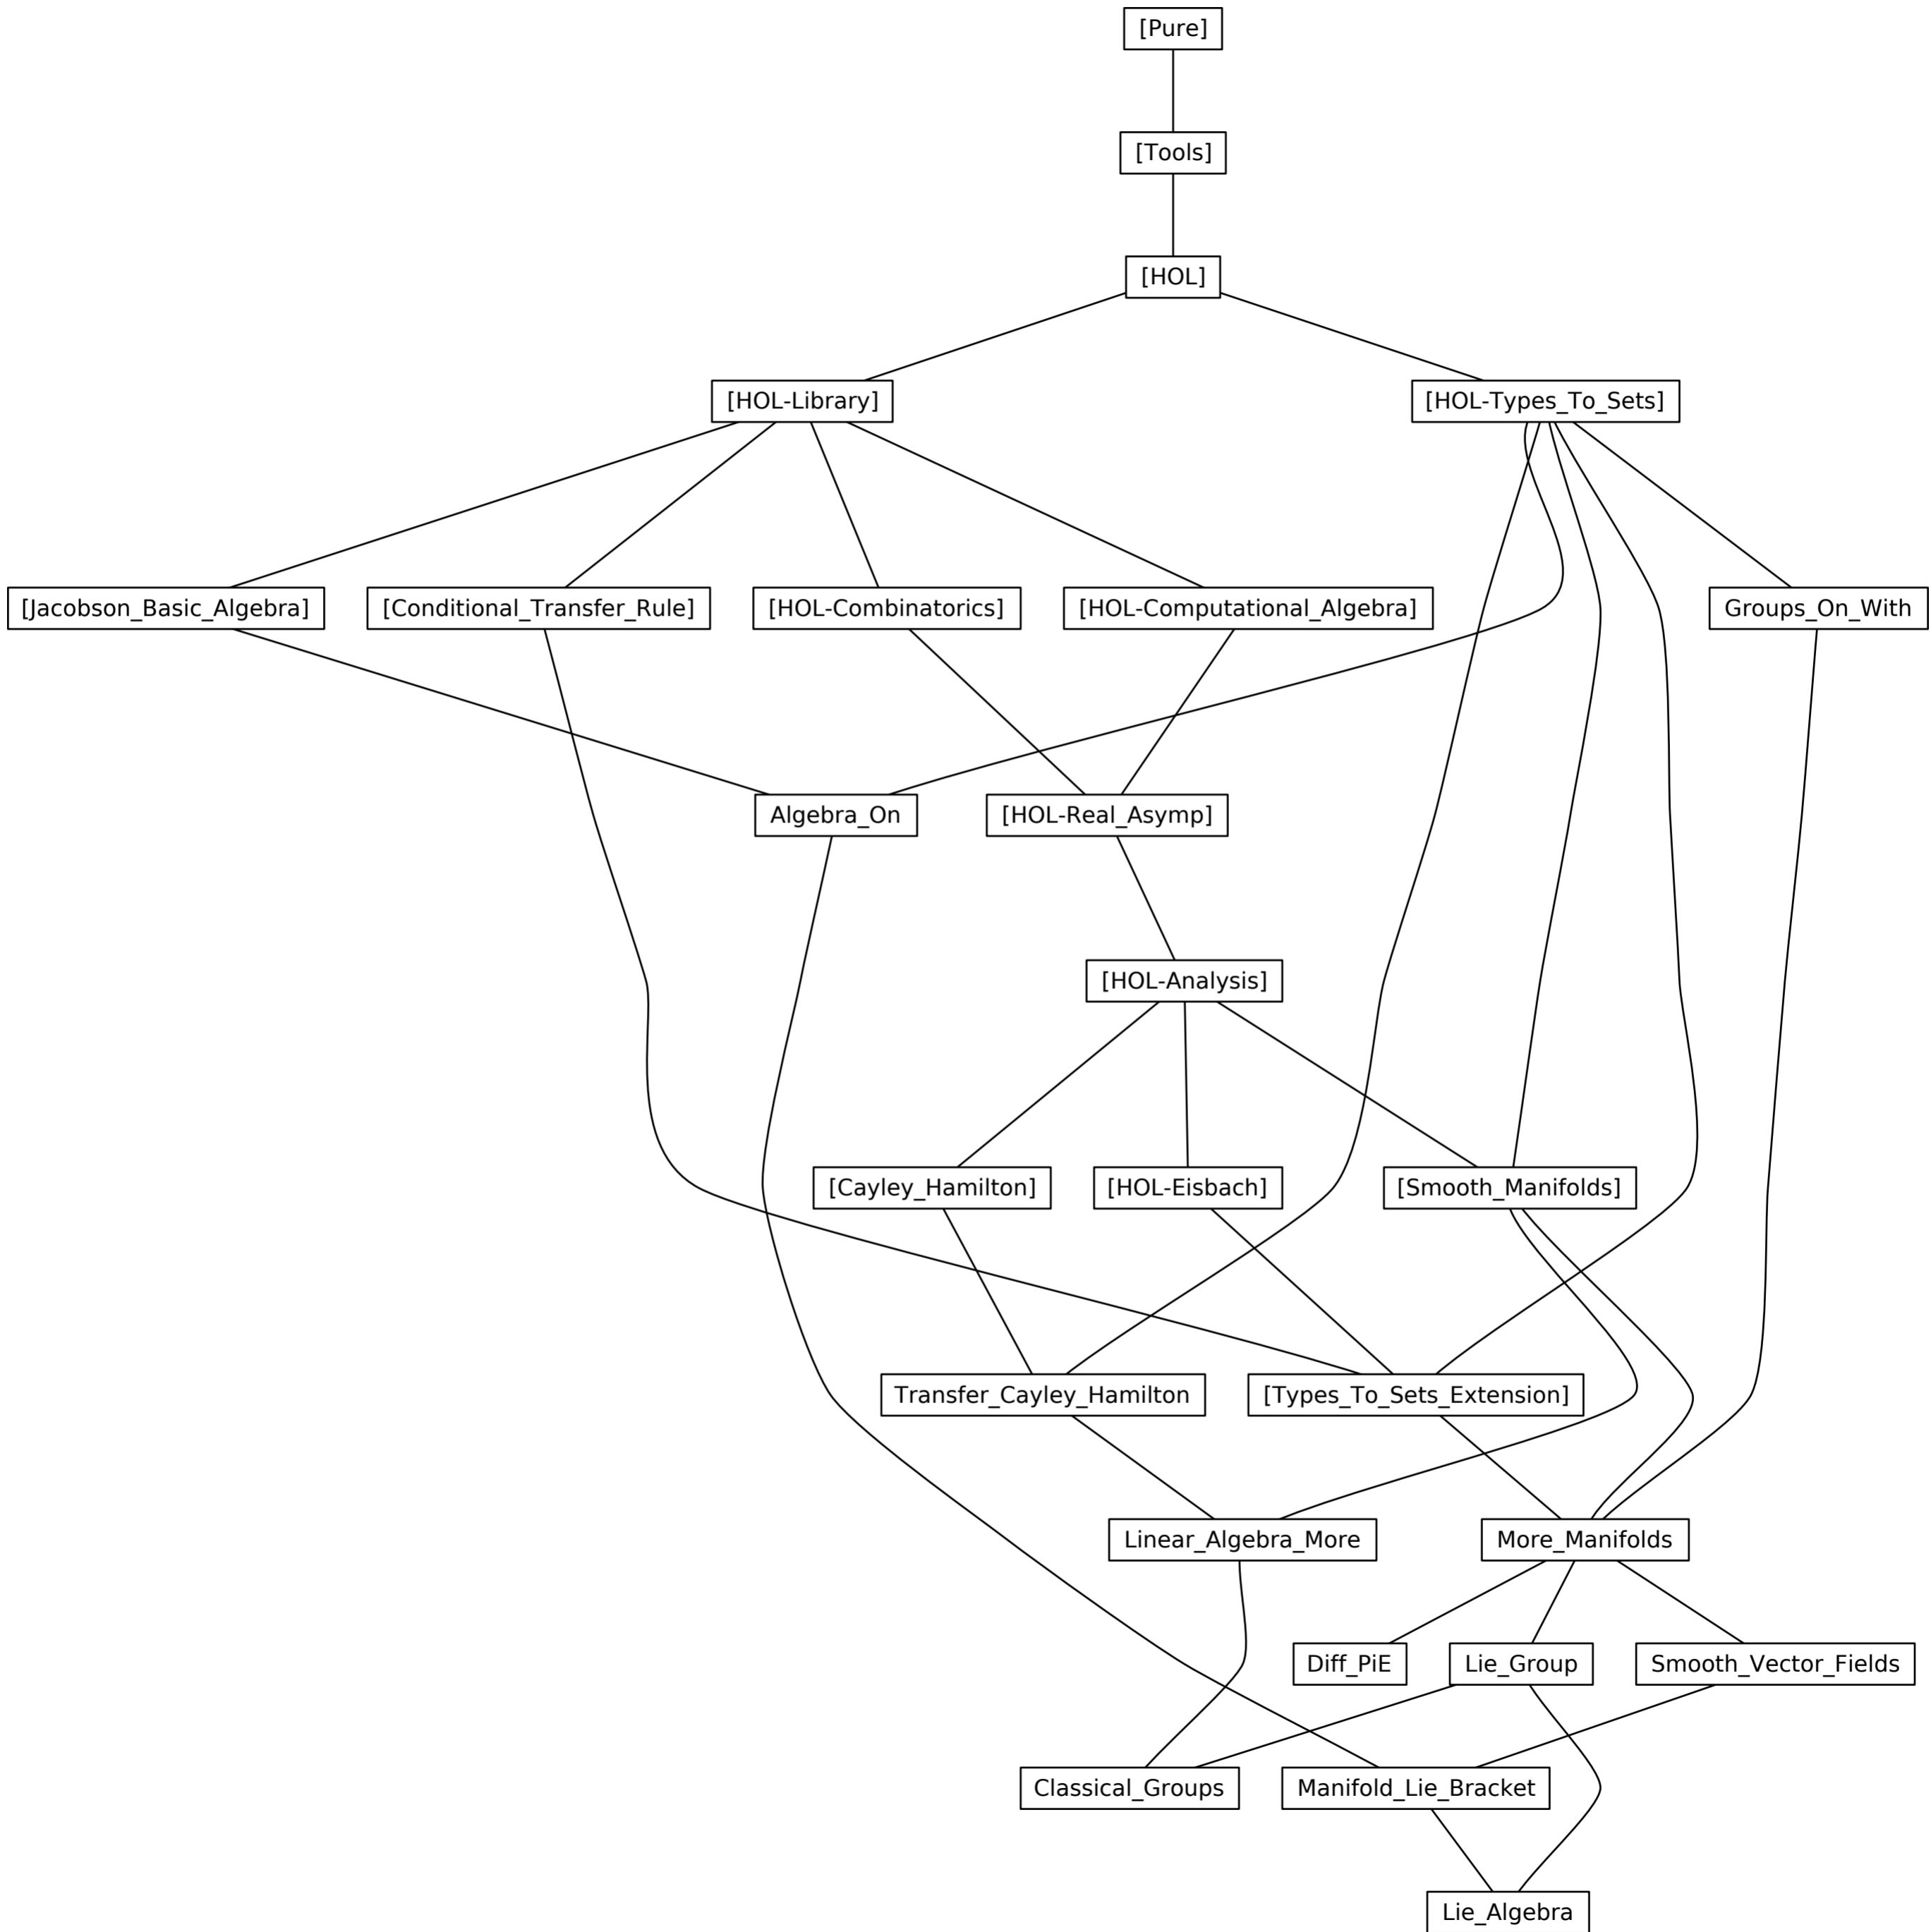 [Pure]
[Tools]
[HOL]
[HOL-Library]
[HOL-Types_To_Sets]
[Jacobson_Basic_Algebra]
[Conditional_Transfer_Rule]
[HOL-Combinatorics]
[HOL-Computational_Algebra]
Groups_On_With
Algebra_On
[HOL-Real_Asymp]
[HOL-Analysis]
[Cayley_Hamilton]
[HOL-Eisbach]
[Smooth_Manifolds]
Transfer_Cayley_Hamilton
[Types_To_Sets_Extension]
Linear_Algebra_More
More_Manifolds
Diff_PiE
Lie_Group
Smooth_Vector_Fields
Classical_Groups
Manifold_Lie_Bracket
Lie_Algebra